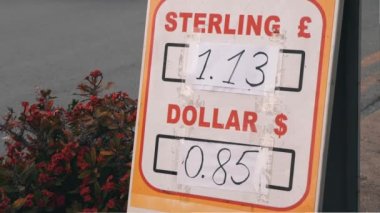 STERLING £
1.13
DOLLAR $
0.85